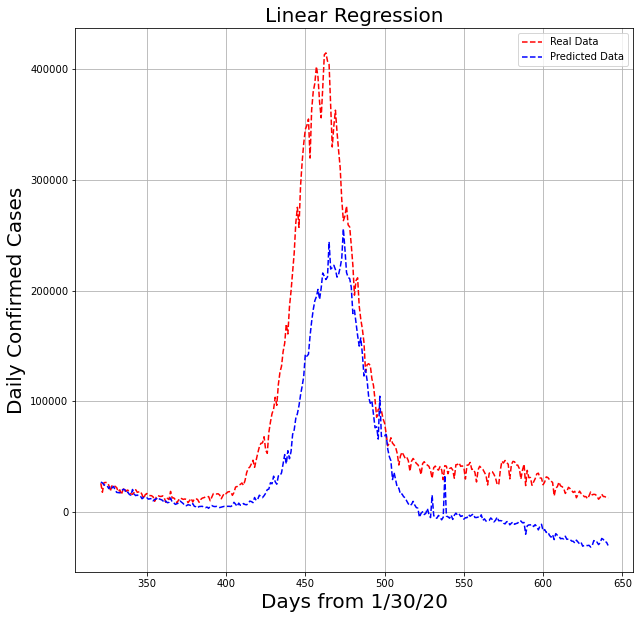 Linear Regression
Real Data
Predicted Data
Daily Confirmed Cases
400000
300000
200000
100000
0
350
400
450
500
550
600
650
Days from 1/30/20